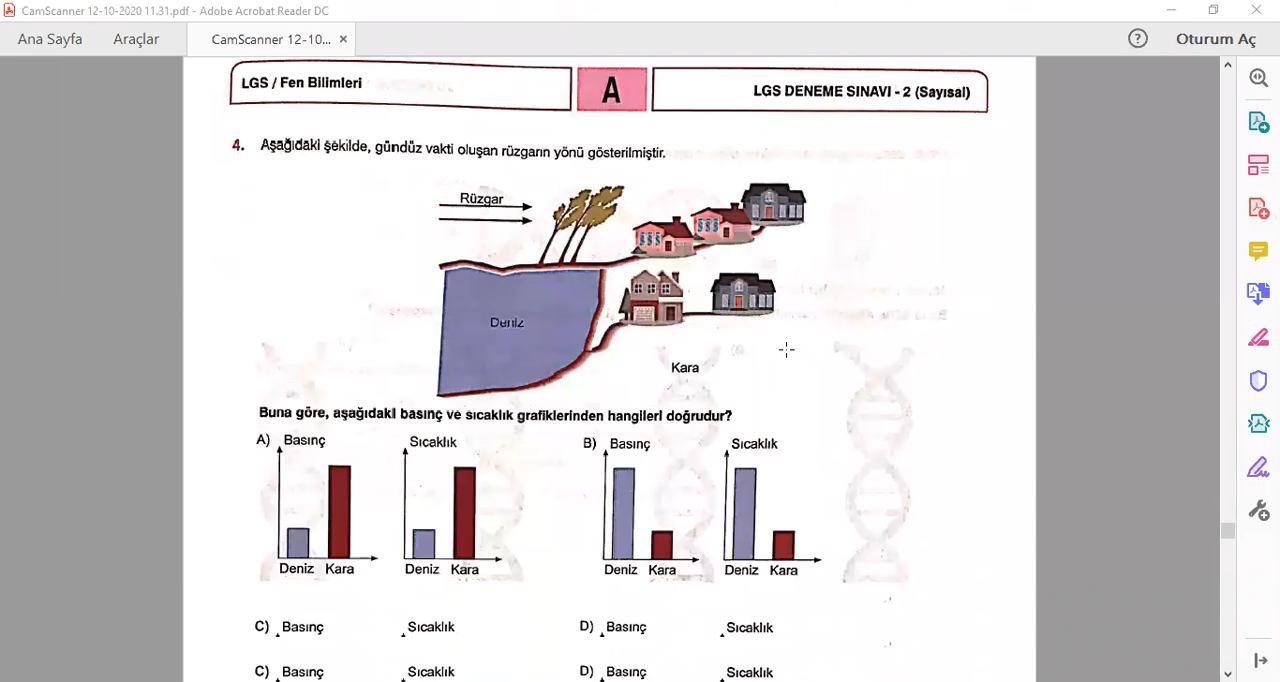 CamScanner 12-10-2020 11.31.pdf - Adobe Acrobat Reader DC
Ana Sayfa Araçlar CamScanner 12-10... × ? Oturum Aç
LGS / Fen Bilimleri A LGS DENEME SINAVI - 2 (Sayısal)
4. Aşağıdaki şekilde, gündüz vakti oluşan rüzgarın yönü gösterilmiştir.
Rüzgar
Deniz
Kara
Buna göre, aşağıdaki basınç ve sıcaklık grafiklerinden hangileri doğrudur?
A) Basınç Sıcaklık B) Basınç Sıcaklık
Deniz Kara Deniz Kara Deniz Kara Deniz Kara
C) Basınç Sıcaklık D) Basınç Sıcaklık
C) Basınç Sıcaklık D) Basınç Sıcaklık